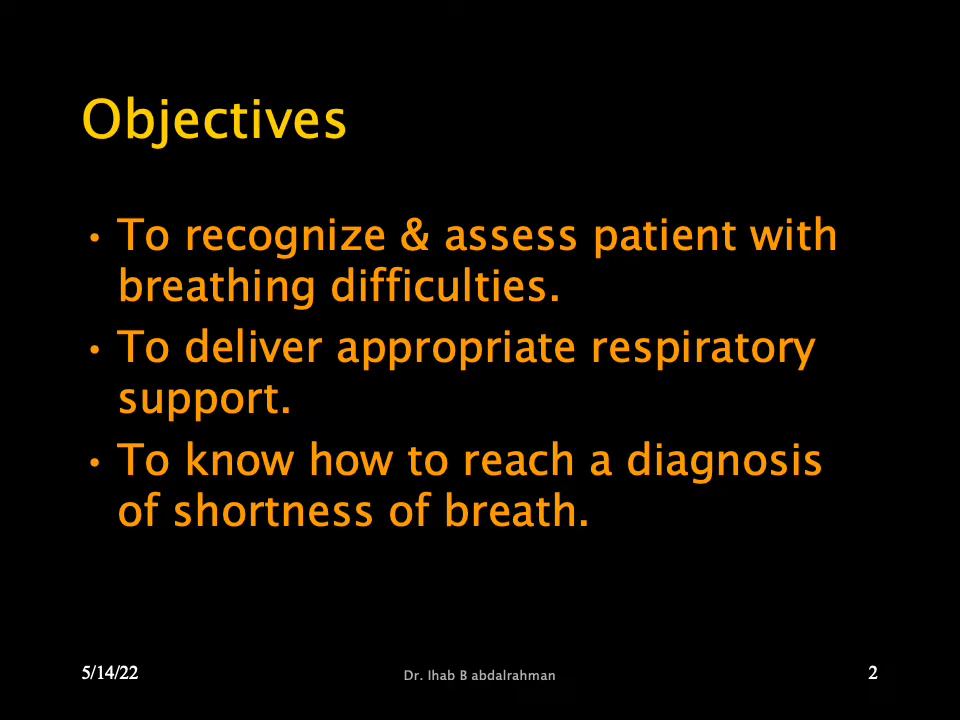 Objectives
• To recognize & assess patient with
breathing difficulties.
• To deliver appropriate respiratory
support.
• To know how to reach a diagnosis
of shortness of breath.
5/14/22
Dr. Ihab B abdalrahman
2